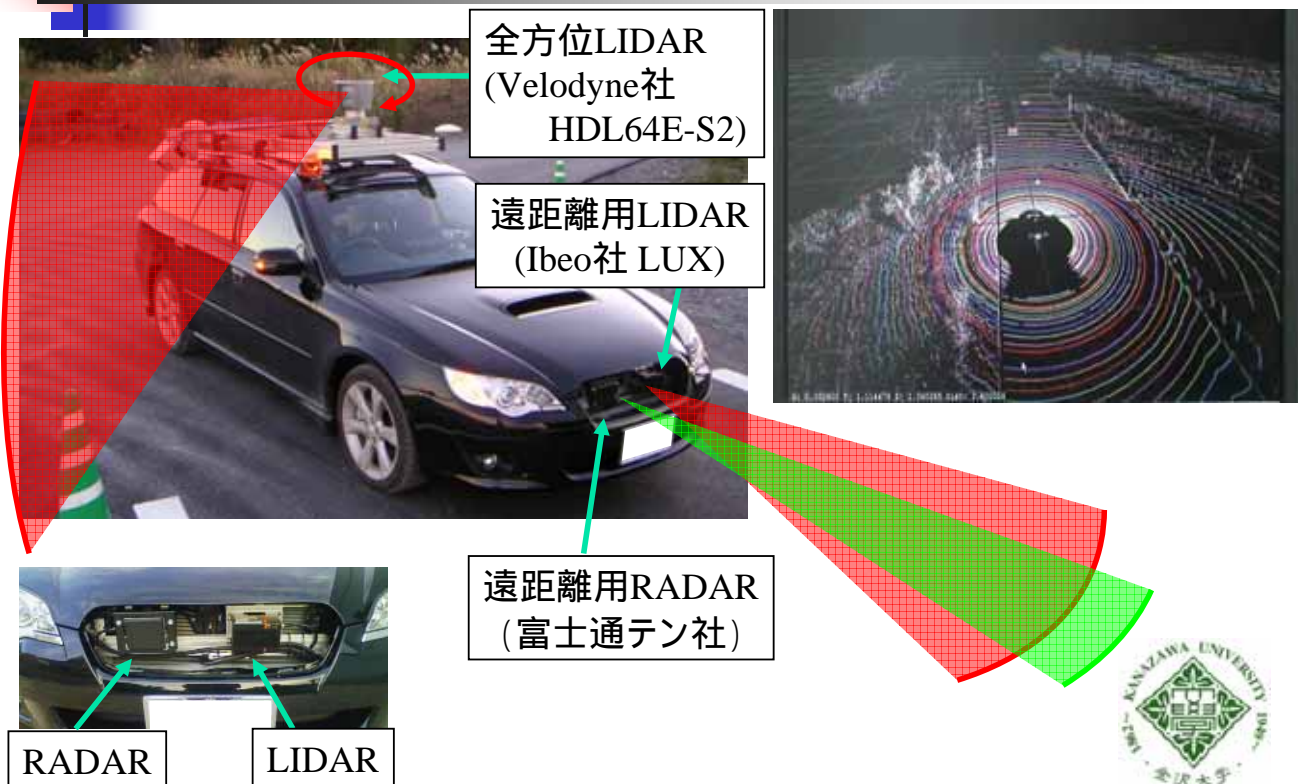 全方位LIDAR
(Velodyne社
HDL64E-S2)
遠距離用LIDAR
(Ibeo社 LUX)
遠距離用RADAR
(富士通テン社)
RADAR
LIDAR
1862~ KANAZAWA UNIVERSITY 1949~
金沢大学